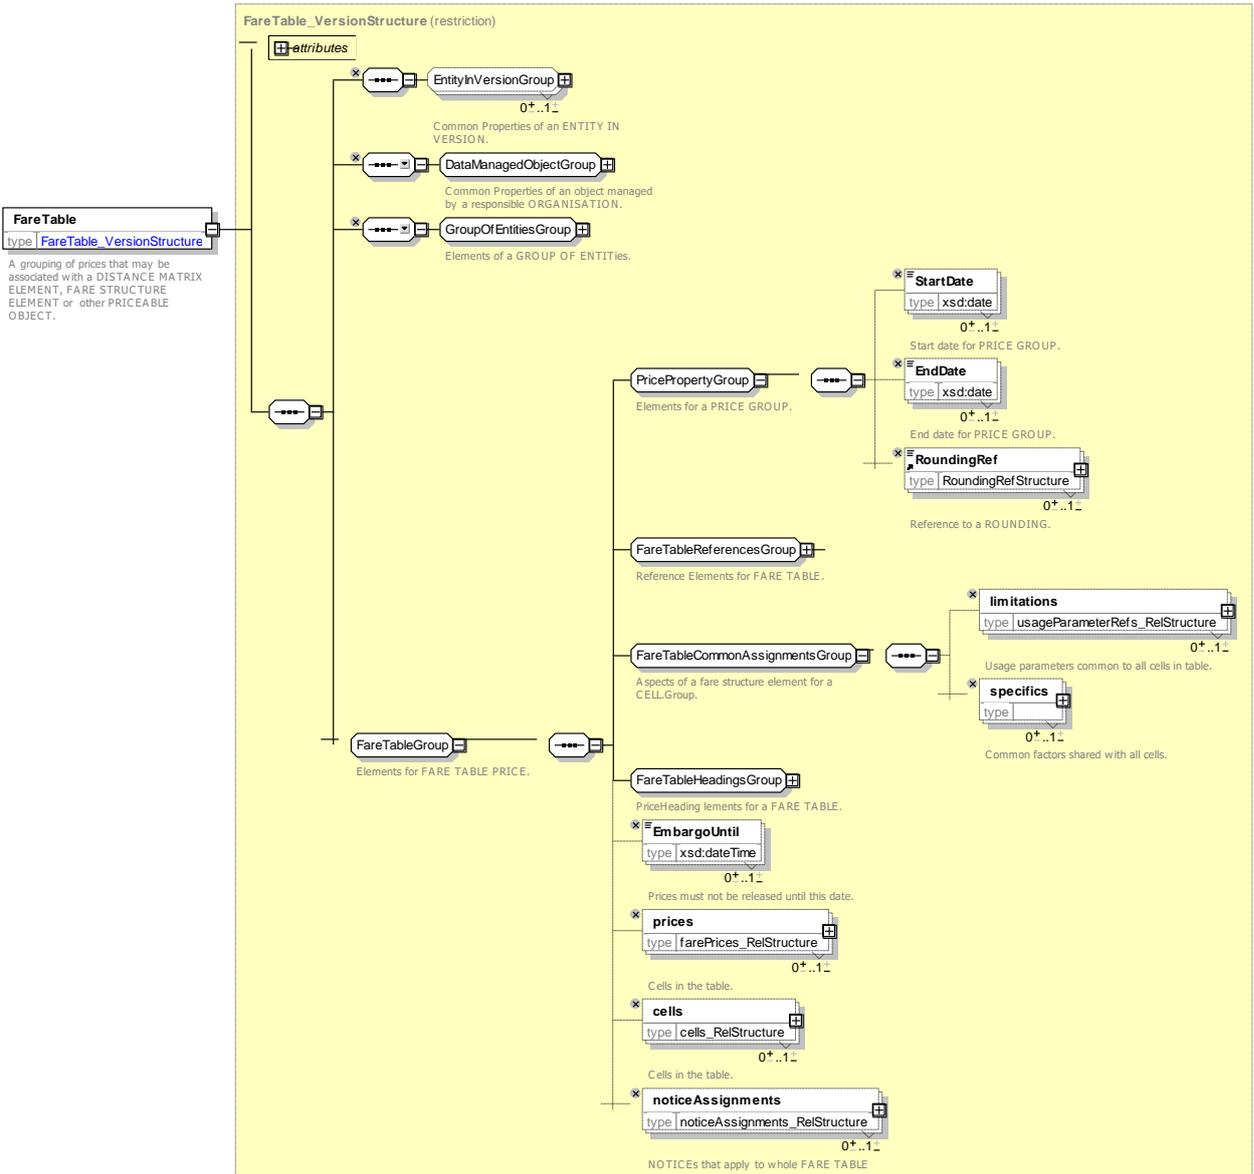 FareTable_VersionStructure (restriction)
attributes
EntityInVersionGroup
0..1
Common Properties of an ENTITY IN
VERSION.
DataManagedObjectGroup
Common Properties of an object managed
by a responsible ORGANISATION.
FareTable
type FareTable_VersionStructure
A grouping of prices that may be
associated with a DISTANCE MATRIX
ELEMENT, FARE STRUCTURE
ELEMENT or other PRICEABLE
OBJECT.
GroupOfEntitiesGroup
Elements of a GROUP OF ENTITies.
StartDate
type xsd:date
0..1
Start date for PRICE GROUP.
PricePropertyGroup
Elements for a PRICE GROUP.
EndDate
type xsd:date
0..1
End date for PRICE GROUP.
RoundingRef
type RoundingRefStructure
0..1
Reference to a ROUNDING.
FareTableReferencesGroup
Reference Elements for FARE TABLE.
limitations
type usageParameterRefs_RelStructure
0..1
Usage parameters common to all cells in table.
FareTableCommonAssignmentsGroup
Aspects of a fare structure element for a
CELL.Group.
specifics
type
0..1
Common factors shared with all cells.
FareTableGroup
Elements for FARE TABLE PRICE.
FareTableHeadingsGroup
PriceHeading lements for a FARE TABLE.
EmbargoUntil
type xsd:dateTime
0..1
Prices must not be released until this date.
prices
type farePrices_RelStructure
0..1
Cells in the table.
cells
type cells_RelStructure
0..1
Cells in the table.
noticeAssignments
type noticeAssignments_RelStructure
0..1
NOTICEs that apply to whole FARE TABLE